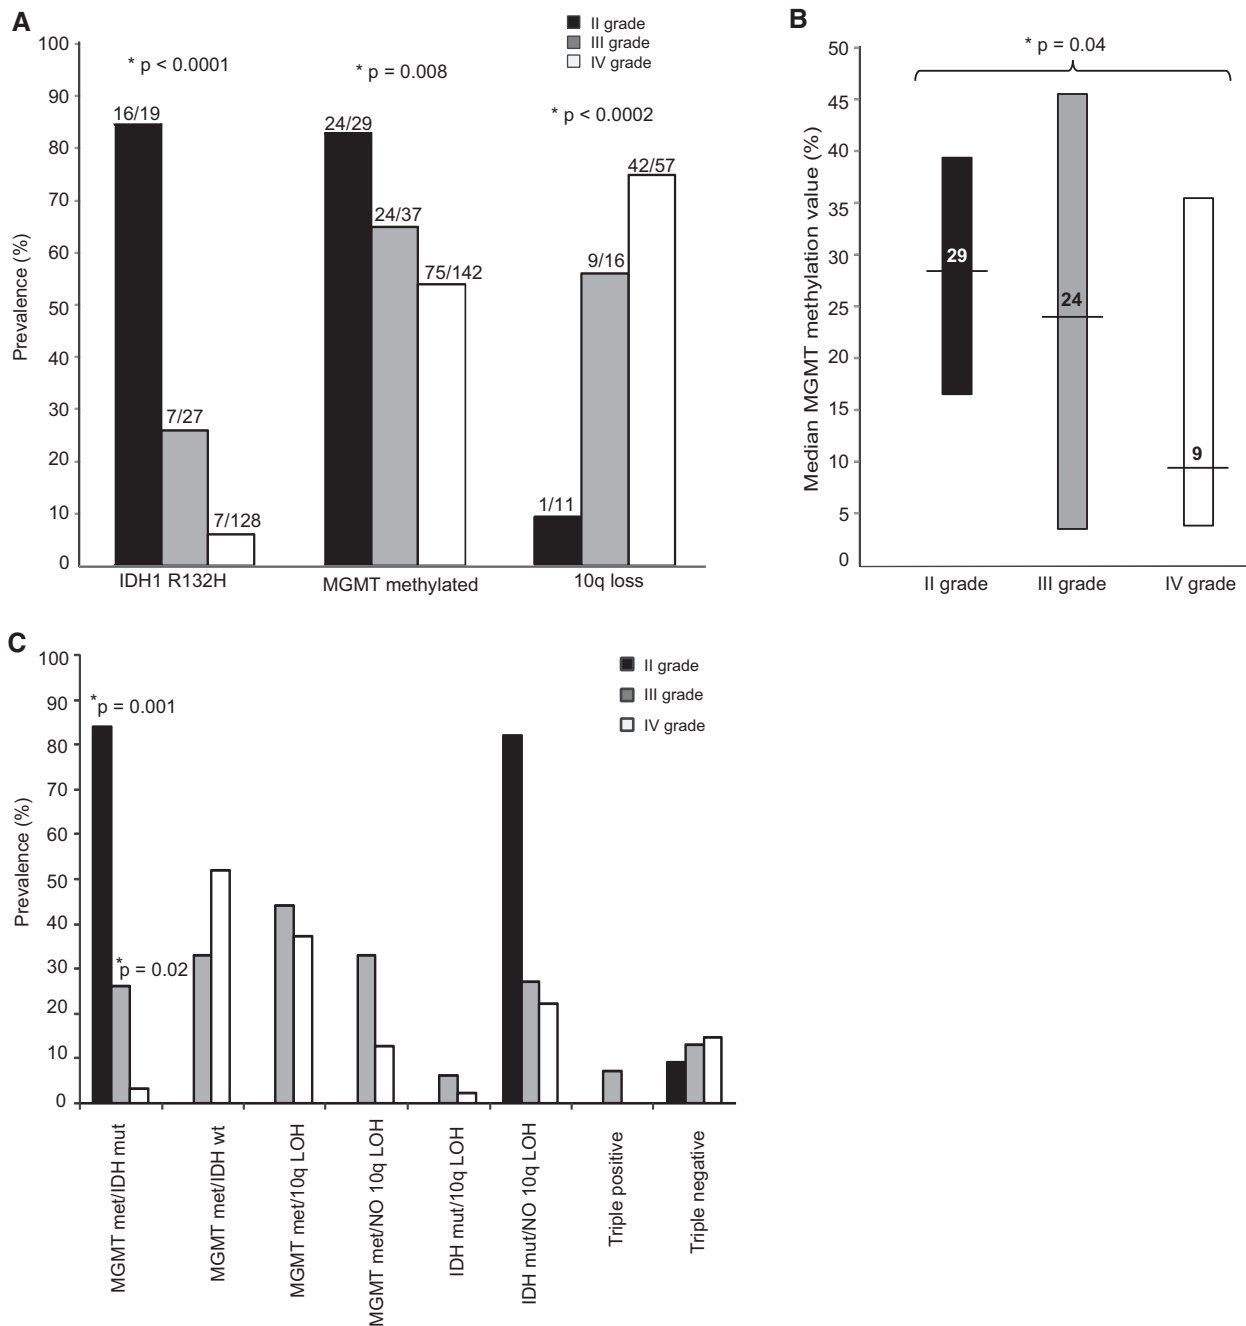 A
II grade
III grade
IV grade
* p < 0.0001
* p = 0.008
* p < 0.0002
Prevalence (%)
100
90
80
70
60
50
40
30
20
10
0
16/19
7/27
7/128
24/29
24/37
75/142
1/11
9/16
42/57
IDH1 R132H
MGMT methylated
10q loss
B
* p = 0.04
Median MGMT methylation value (%)
50
45
40
35
30
25
20
15
10
5
0
29
24
9
II grade
III grade
IV grade
C
II grade
III grade
IV grade
*p = 0.001
*p = 0.02
Prevalence (%)
100
90
80
70
60
50
40
30
20
10
0
MGMT met/IDH mut
MGMT met/IDH wt
MGMT met/10q LOH
MGMT met/NO 10q LOH
IDH mut/10q LOH
IDH mut/NO 10q LOH
Triple positive
Triple negative